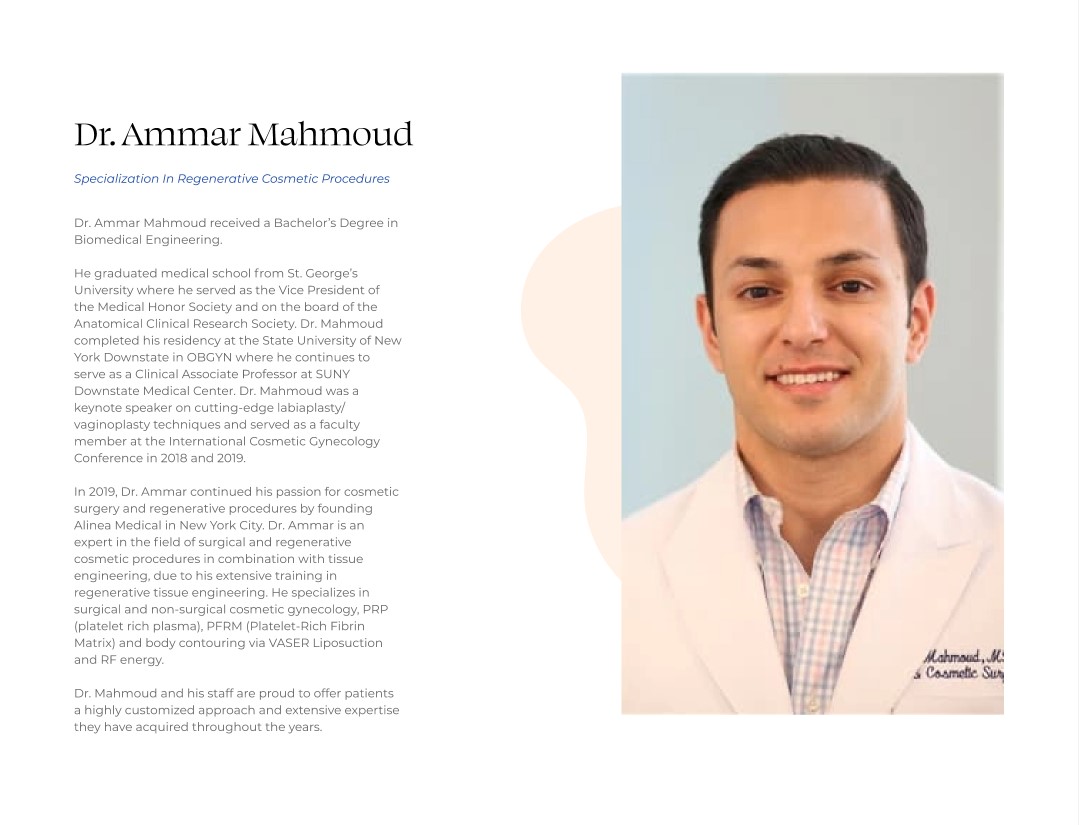 Dr. Ammar Mahmoud
Specialization In Regenerative Cosmetic Procedures
Dr. Ammar Mahmoud received a Bachelor’s Degree in
Biomedical Engineering.
He graduated medical school from St. George’s
University where he served as the Vice President of
the Medical Honor Society and on the board of the
Anatomical Clinical Research Society. Dr. Mahmoud
completed his residency at the State University of New
York Downstate in OBGYN where he continues to
serve as a Clinical Associate Professor at SUNY
Downstate Medical Center. Dr. Mahmoud was a
keynote speaker on cutting-edge labiaplasty/
vaginoplasty techniques and served as a faculty
member at the International Cosmetic Gynecology
Conference in 2018 and 2019.
In 2019, Dr. Ammar continued his passion for cosmetic
surgery and regenerative procedures by founding
Alinea Medical in New York City. Dr. Ammar is an
expert in the field of surgical and regenerative
cosmetic procedures in combination with tissue
engineering, due to his extensive training in
regenerative tissue engineering. He specializes in
surgical and non-surgical cosmetic gynecology, PRP
(platelet rich plasma), PFRM (Platelet-Rich Fibrin
Matrix) and body contouring via VASER Liposuction
and RF energy.
Dr. Mahmoud and his staff are proud to offer patients
a highly customized approach and extensive expertise
they have acquired throughout the years.
Mahmoud, M
& Cosmetic Sur